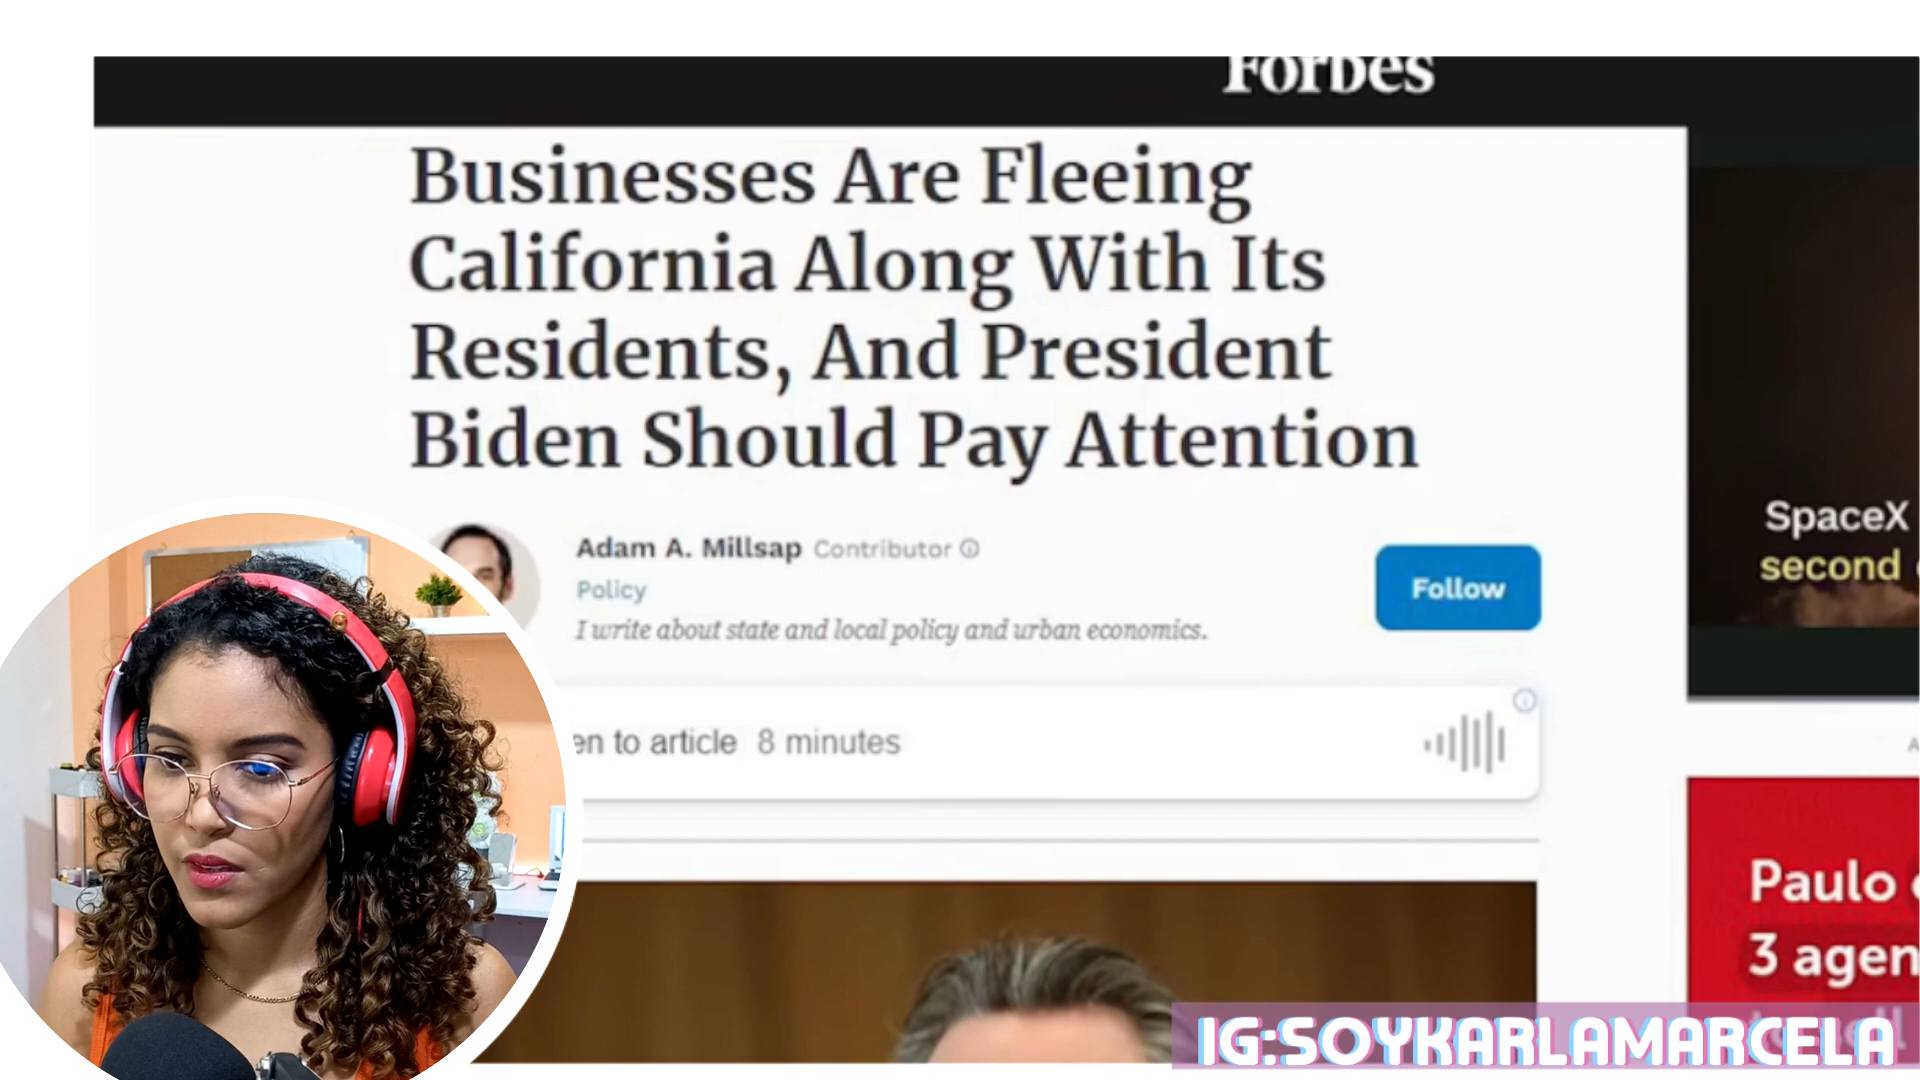 Forbes
Businesses Are Fleeing
California Along With Its
Residents, And President
Biden Should Pay Attention
Adam A. Millsap Contributor
Policy
I write about state and local policy and urban economics.
Follow
en to article 8 minutes
SpaceX
second
Paulo
3 agen
IG:SOYKARLAMARCELA